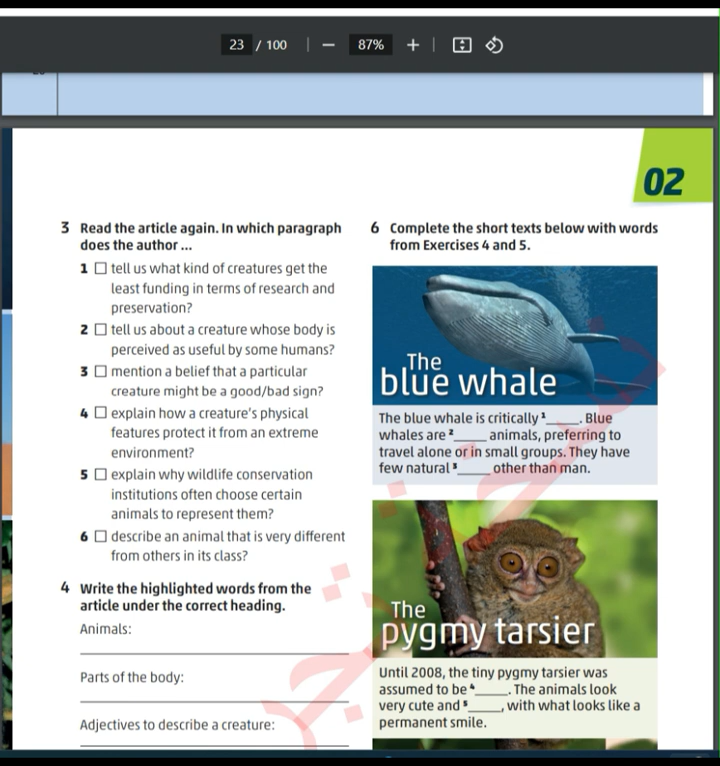 23 / 100 | − 87% + |
02
3 Read the article again. In which paragraph
does the author ...
1 □ tell us what kind of creatures get the
least funding in terms of research and
preservation?
2 □ tell us about a creature whose body is
perceived as useful by some humans?
3 □ mention a belief that a particular
creature might be a good/bad sign?
4 □ explain how a creature's physical
features protect it from an extreme
environment?
5 □ explain why wildlife conservation
institutions often choose certain
animals to represent them?
6 □ describe an animal that is very different
from others in its class?
4 Write the highlighted words from the
article under the correct heading.
Animals:
Parts of the body:
Adjectives to describe a creature:
6 Complete the short texts below with words
from Exercises 4 and 5.
The
blue whale
The blue whale is critically ¹_____. Blue
whales are ²_____ animals, preferring to
travel alone or in small groups. They have
few natural ³_____ other than man.
The
pygmy tarsier
Until 2008, the tiny pygmy tarsier was
assumed to be ⁴_____. The animals look
very cute and ⁵_____, with what looks like a
permanent smile.